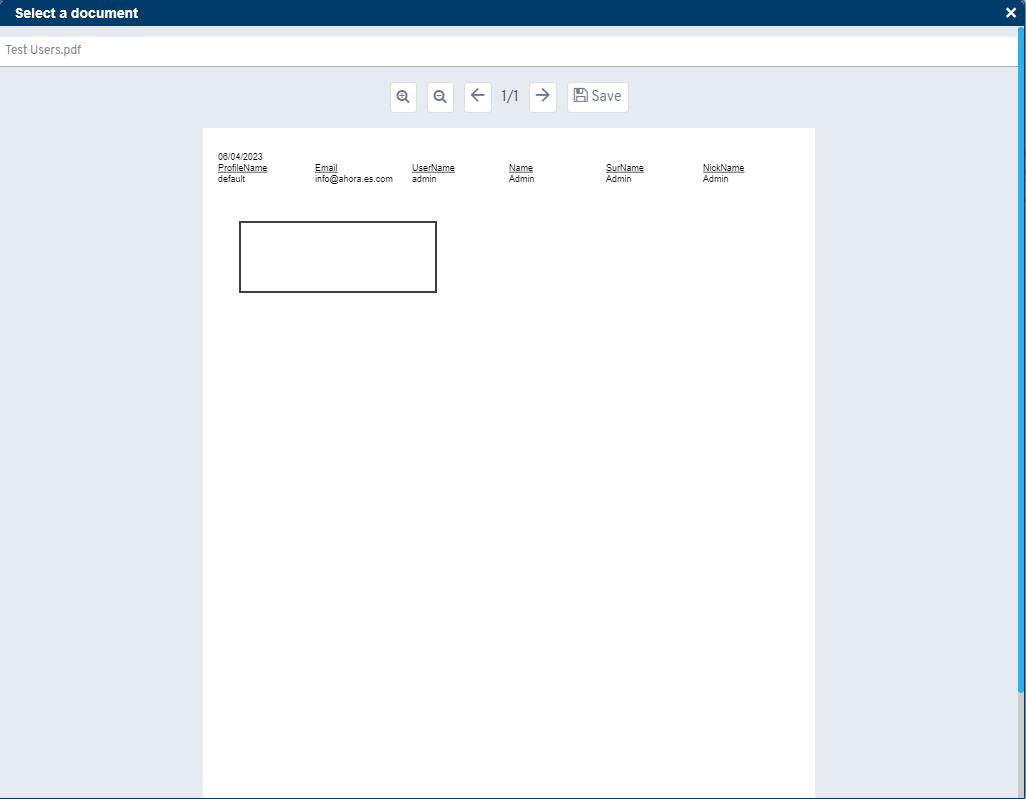 Select a document
Test Users.pdf
1/1 Save
06/04/2023
ProfileName Email UserName Name SurName NickName
default info@ahora.es.com admin Admin Admin Admin